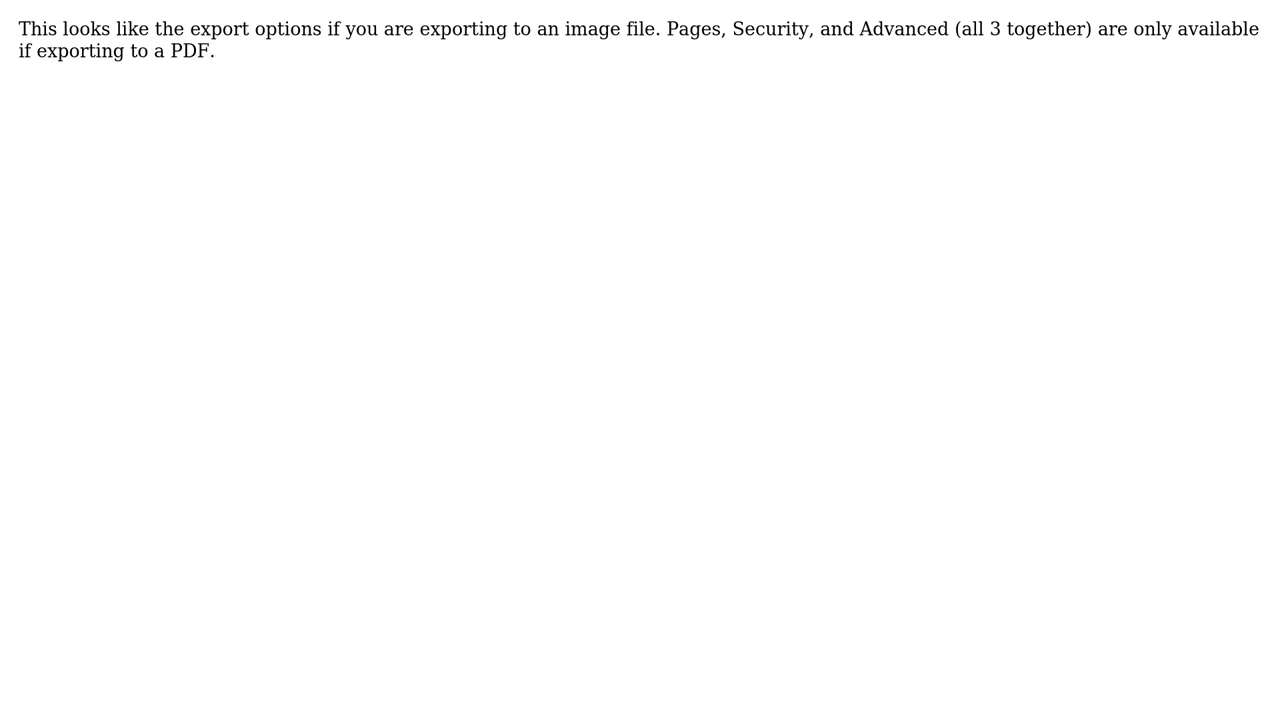 This looks like the export options if you are exporting to an image file. Pages, Security, and Advanced (all 3 together) are only available
if exporting to a PDF.